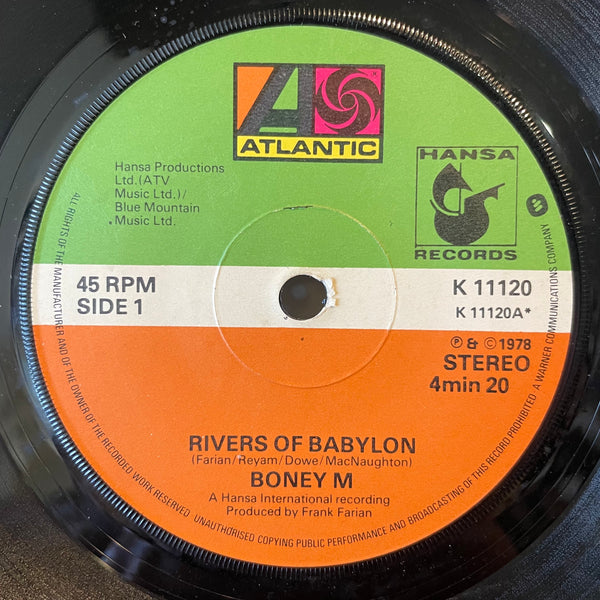 ATLANTIC
HANSA
RECORDS
Hansa Productions
Ltd.(ATV
Music Ltd.)/
Blue Mountain
Music Ltd.
45 RPM
SIDE 1
K 11120
K 11120A*
Ⓟ & ©1978
STEREO
4min 20
RIVERS OF BABYLON
(Farian/Reyam/Dowe/MacNaughton)
BONEY M
A Hansa International recording
Produced by Frank Farian
ALL RIGHTS OF THE MANUFACTURER AND OF THE OWNER OF THE RECORDED WORK RESERVED. UNAUTHORISED COPYING PUBLIC PERFORMANCE AND BROADCASTING OF THIS RECORD PROHIBITED. A WARNER COMMUNICATIONS COMPANY